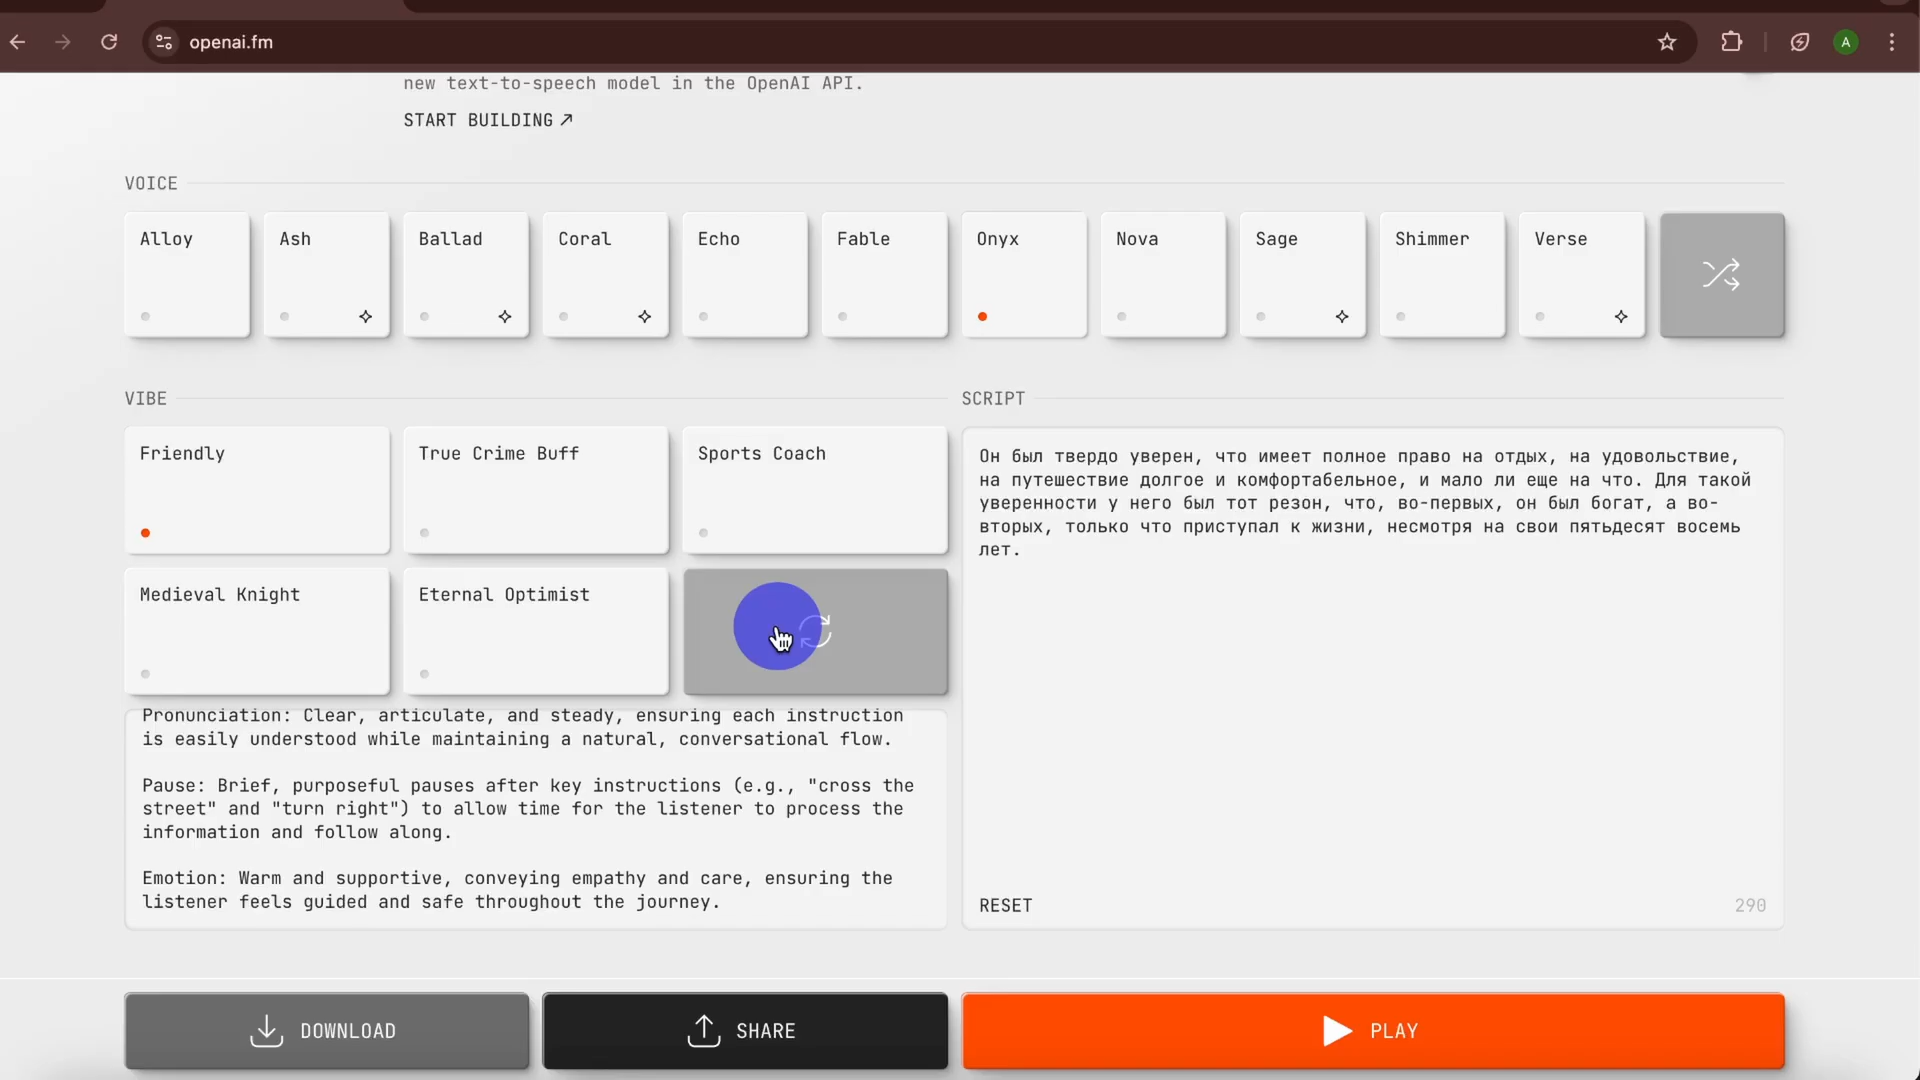 openai.fm
A
new text-to-speech model in the OpenAI API.
START BUILDING ↗
VOICE
Alloy
Ash
Ballad
Coral
Echo
Fable
Onyx
Nova
Sage
Shimmer
Verse
VIBE
SCRIPT
Friendly
True Crime Buff
Sports Coach
Medieval Knight
Eternal Optimist
Pronunciation: Clear, articulate, and steady, ensuring each instruction
is easily understood while maintaining a natural, conversational flow.
Pause: Brief, purposeful pauses after key instructions (e.g., "cross the
street" and "turn right") to allow time for the listener to process the
information and follow along.
Emotion: Warm and supportive, conveying empathy and care, ensuring the
listener feels guided and safe throughout the journey.
Он был твердо уверен, что имеет полное право на отдых, на удовольствие,
на путешествие долгое и комфортабельное, и мало ли еще на что. Для такой
уверенности у него был тот резон, что, во-первых, он был богат, а во-
вторых, только что приступал к жизни, несмотря на свои пятьдесят восемь
лет.
RESET
290
DOWNLOAD
SHARE
PLAY